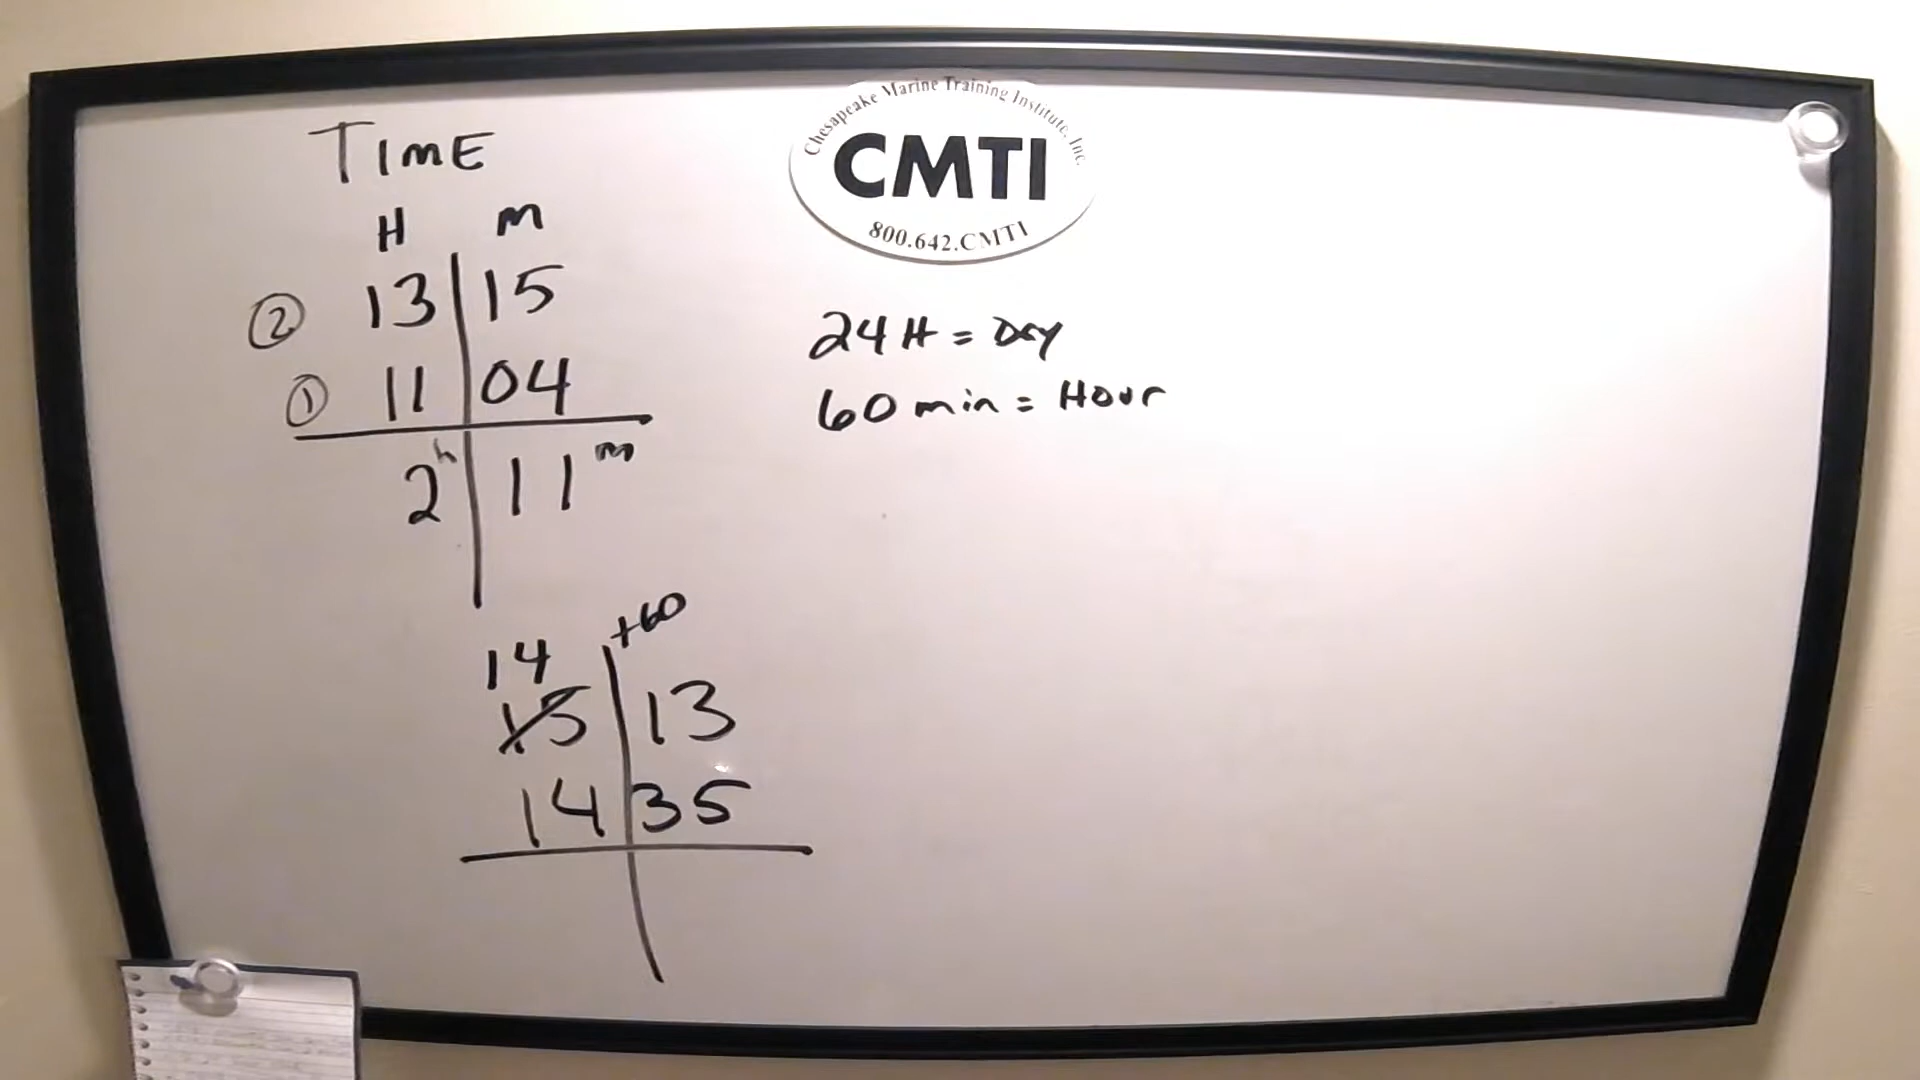 Chesapeake Marine Training Institute, Inc.
CMTI
800.642.CMTI
TIME
H M
② 13 15
① 11 04
2h 11m
24 H = Day
60 min = Hour
14 +60
15 13
14 35